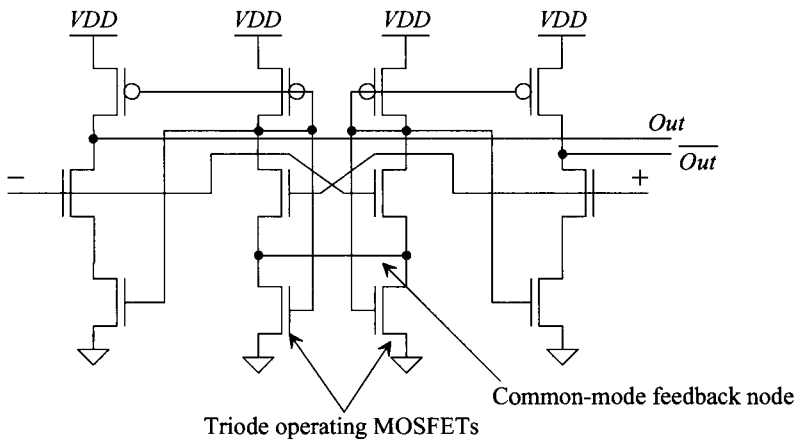 VDD VDD VDD VDD
Out
Out
− +
Common-mode feedback node
Triode operating MOSFETs